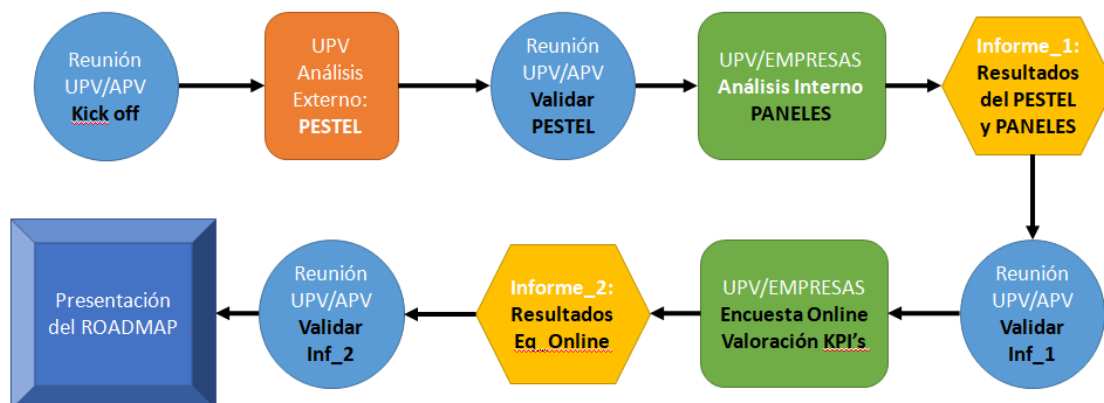 Reunión
UPV/APV
Kick off
UPV
Análisis
Externo:
PESTEL
Reunión
UPV/APV
Validar
PESTEL
UPV/EMPRESAS
Análisis Interno
PANELES
Informe_1:
Resultados
del PESTEL
y PANELES
Reunión
UPV/APV
Validar
Inf_1
UPV/EMPRESAS
Encuesta Online
Valoración KPI's
Informe_2:
Resultados
Eq_Online
Reunión
UPV/APV
Validar
Inf_2
Presentación
del ROADMAP